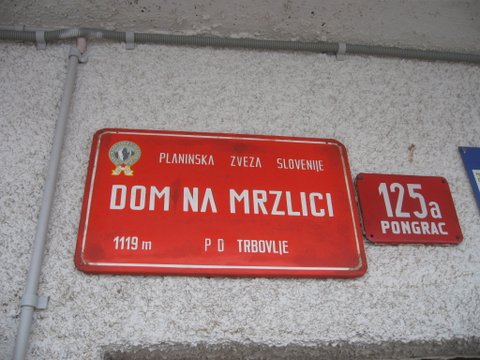 PLANINSKA ZVEZA SLOVENIJE
DOM NA MRZLICI
1119 m P D TRBOVLJE
125a
PONGRAC